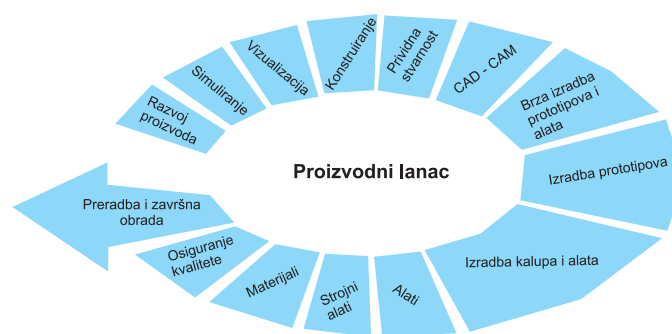 Razvoj
proizvoda
Simuliranje
Vizualizacija
Konstruiranje
Prividna
stvarnost
CAD - CAM
Brza izradba
prototipova i
alata
Izradba prototipova
Izradba kalupa i alata
Alati
Strojni
alati
Materijali
Osiguranje
kvalitete
Preradba i završna
obrada
Proizvodni lanac